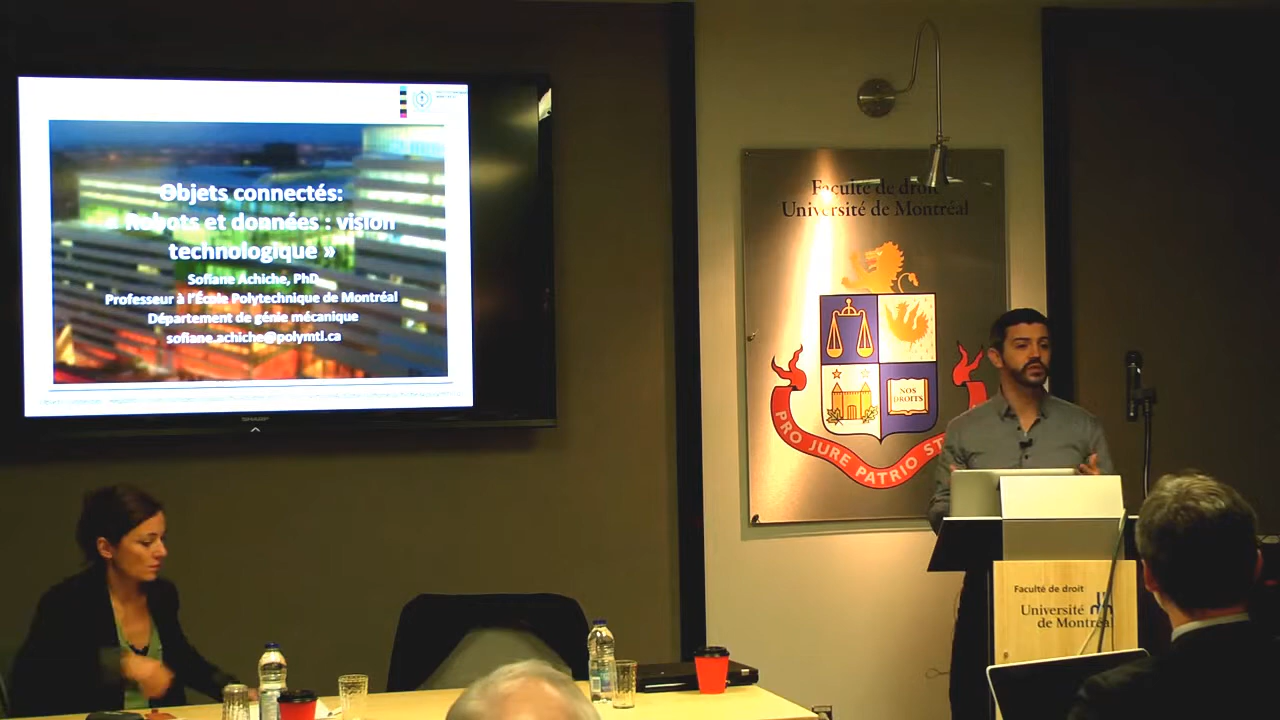 Objets connectés:
« Robots et données : vision
technologique »
Sofiane Achiche, PhD
Professeur à l'École Polytechnique de Montréal
Département de génie mécanique
sofiane.achiche@polymtl.ca
SHARP
Faculté de droit
Université de Montréal
NOS
DROITS
PRO JURE PATRIO
Faculté de droit
Université
de Montréal